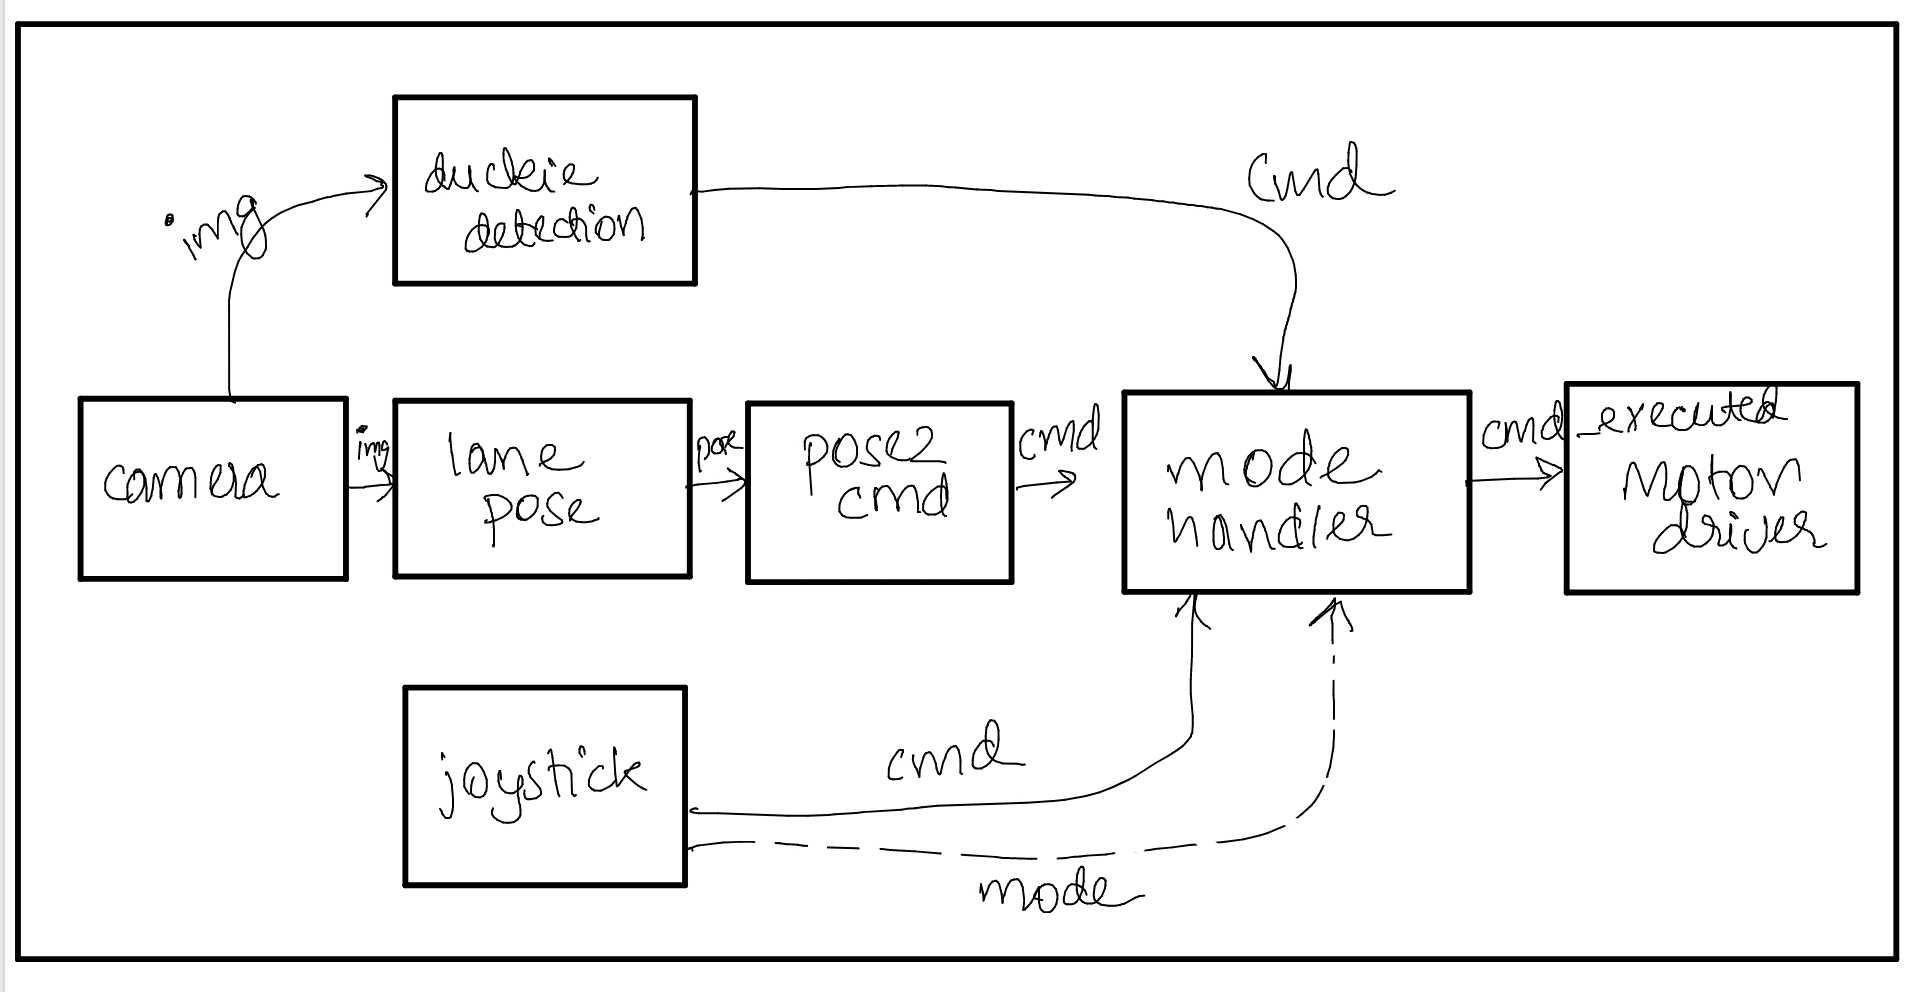 duckie
detection
cmd
img
camera
img
lane
pose
pose
pose2
cmd
cmd
mode
handler
cmd_executed
Motor
driver
joystick
cmd
mode